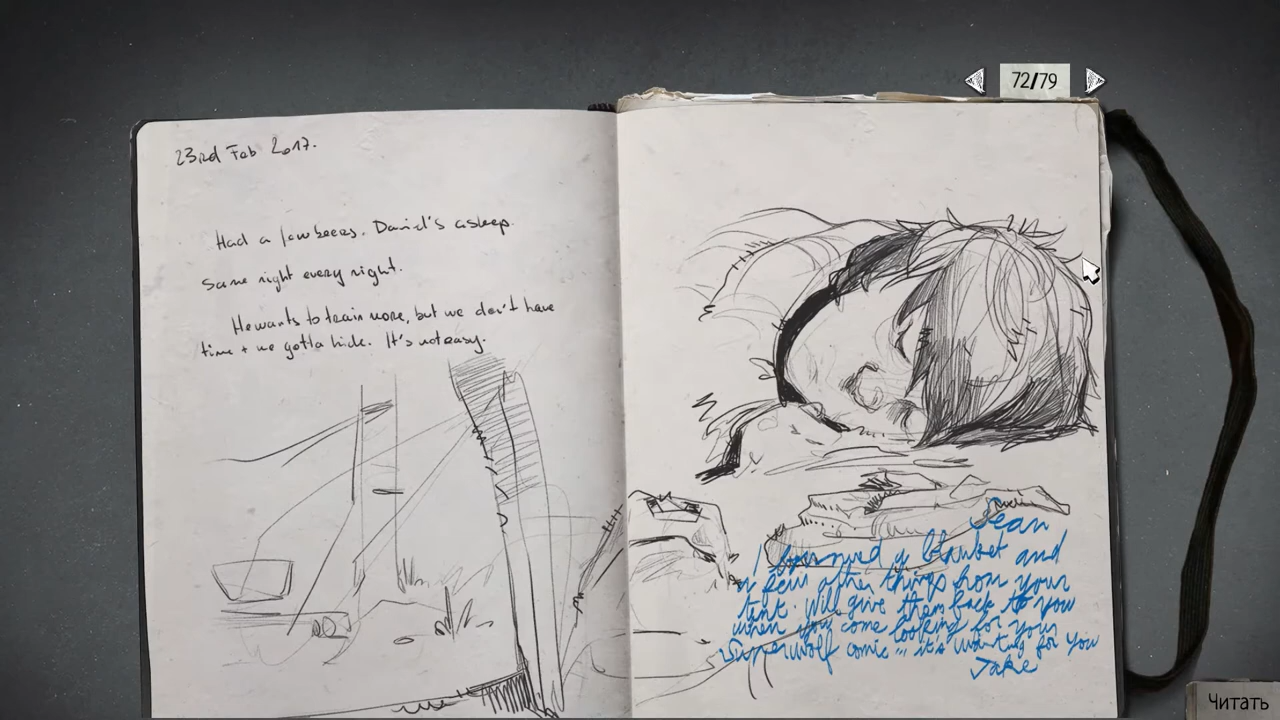 72/79
23rd Feb 2017.
Had a few beers. Daniel's asleep.
Same night every night.
He wants to train more, but we don't have
time + we gotta hide. It's not easy.
Sean
I borrowed a blanket and
a few other things from your
tent. Will give them back to you
when you come looking for your
Superwolf comic... it's waiting for you
Jake
Читать